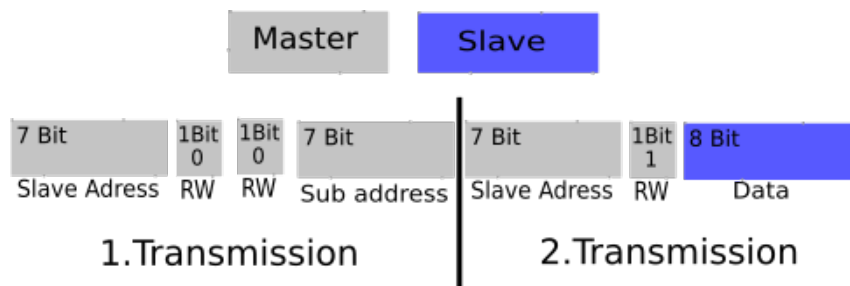 Master Slave
7 Bit 1Bit 1Bit 7 Bit 7 Bit 1Bit 8 Bit
0 0 1
Slave Adress RW RW Sub address Slave Adress RW Data
1.Transmission 2.Transmission